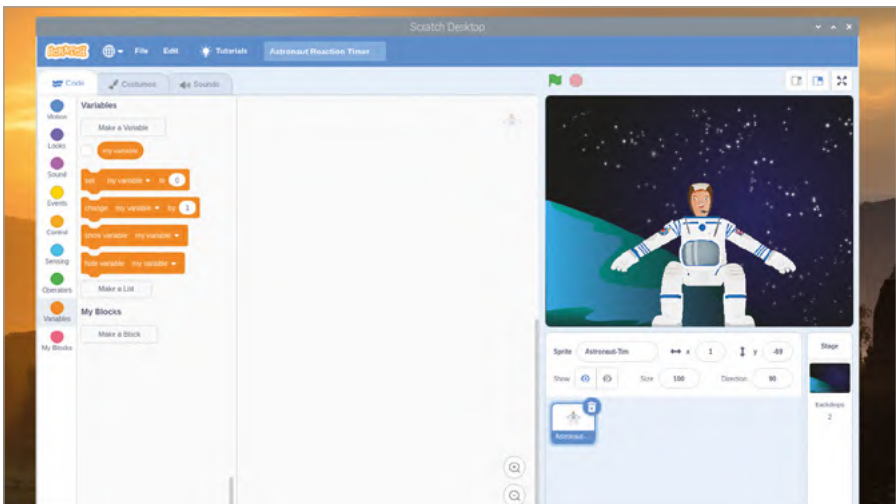 Scratch Desktop
SCRATCH File Edit Tutorials Astronaut Reaction Timer
Code Costumes Sounds
Variables
Motion
Make a Variable
Looks
my variable
Sound
set my variable to 0
Events
change my variable by 1
Control
show variable my variable
Sensing
hide variable my variable
Operators
Make a List
Variables
My Blocks
My Blocks
Make a Block
Sprite Astronaut-Tim x 1 y -69
Show Size 100 Direction 90
Astronaut-...
Stage
Backdrops
2